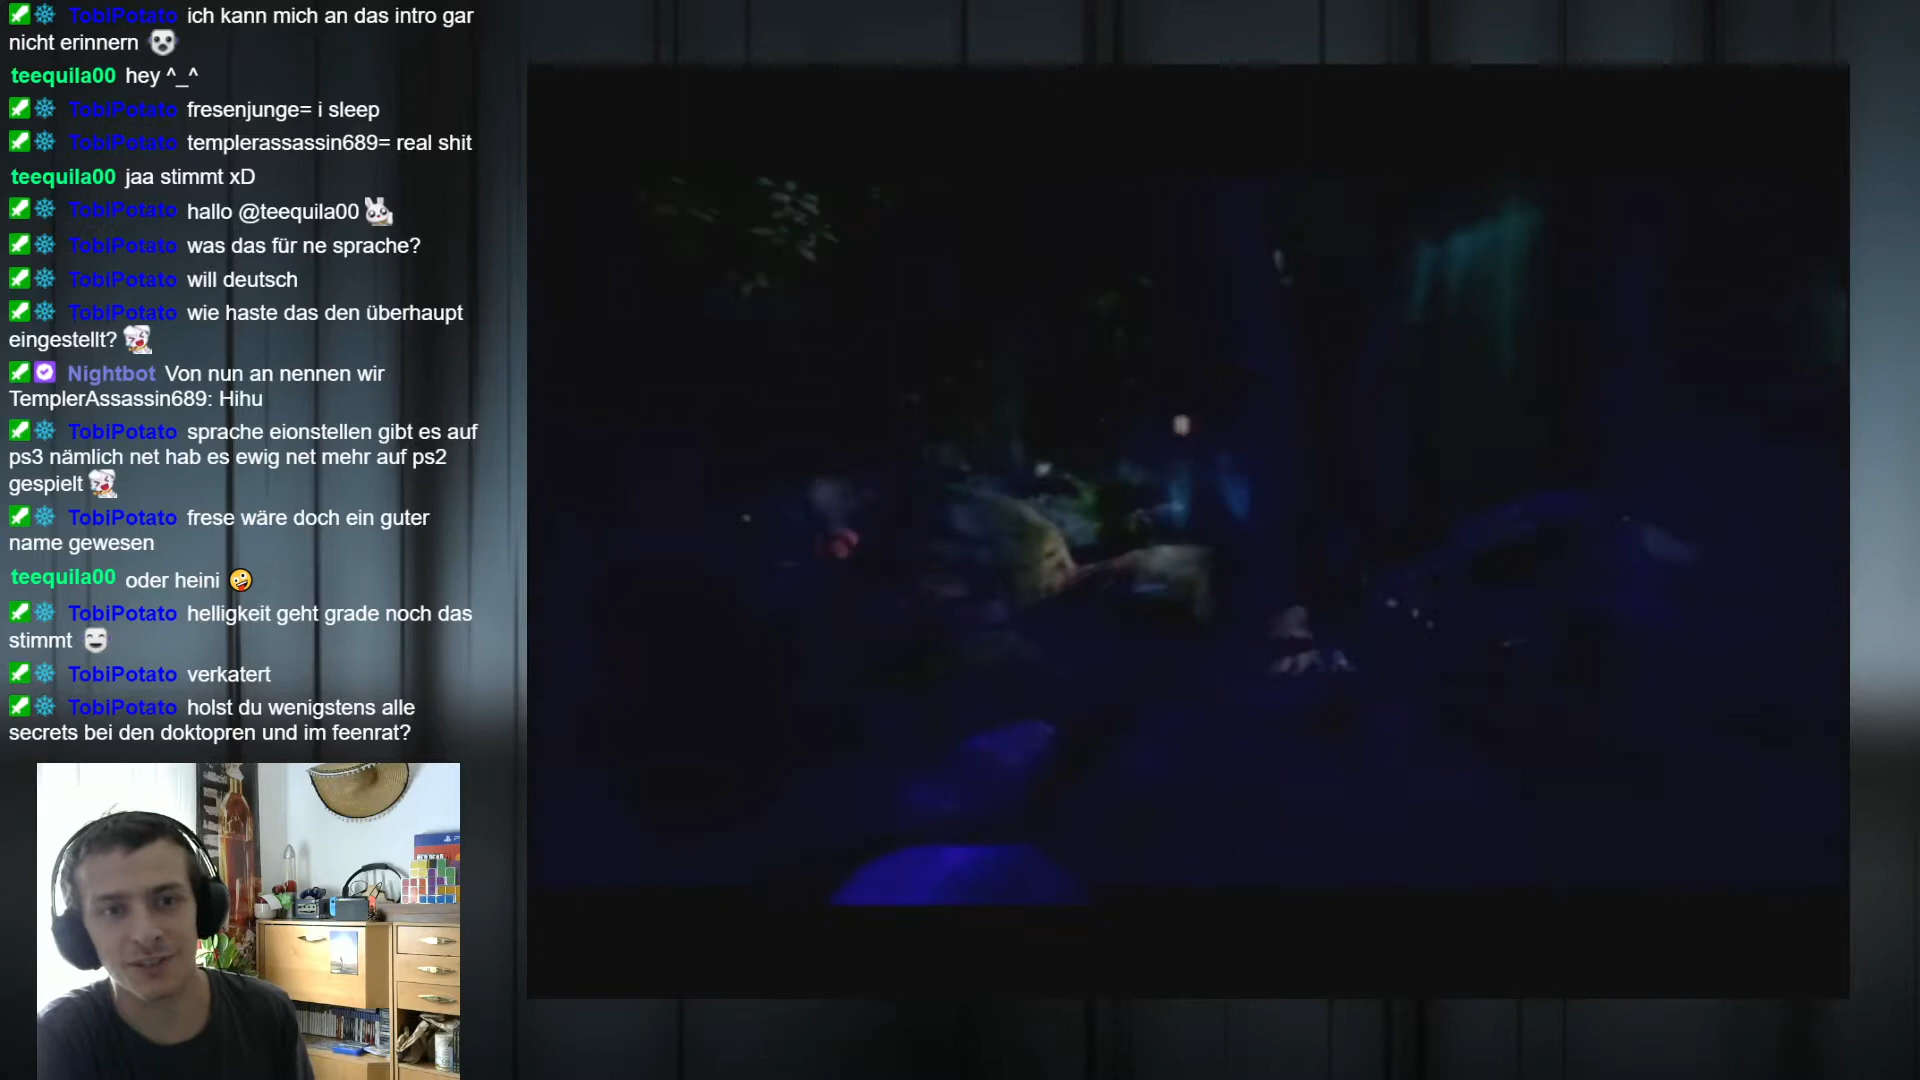 TobiPotato ich kann mich an das intro gar
nicht erinnern
teequila00 hey ^_^
TobiPotato fresenjunge= i sleep
TobiPotato templerassassin689= real shit
teequila00 jaa stimmt xD
TobiPotato hallo @teequila00
TobiPotato was das für ne sprache?
TobiPotato will deutsch
TobiPotato wie haste das den überhaupt
eingestellt?
Nightbot Von nun an nennen wir
TemplerAssassin689: Hihu
TobiPotato sprache eionstellen gibt es auf
ps3 nämlich net hab es ewig net mehr auf ps2
gespielt
TobiPotato frese wäre doch ein guter
name gewesen
teequila00 oder heini
TobiPotato helligkeit geht grade noch das
stimmt
TobiPotato verkatert
TobiPotato holst du wenigstens alle
secrets bei den doktopren und im feenrat?